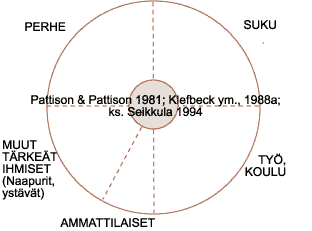 PERHE
SUKU
Pattison & Pattison 1981; Klefbeck ym., 1988a;
ks. Seikkula 1994
MUUT
TÄRKEÄT
IHMISET
(Naapurit,
ystävät)
TYÖ,
KOULU
AMMATTILAISET